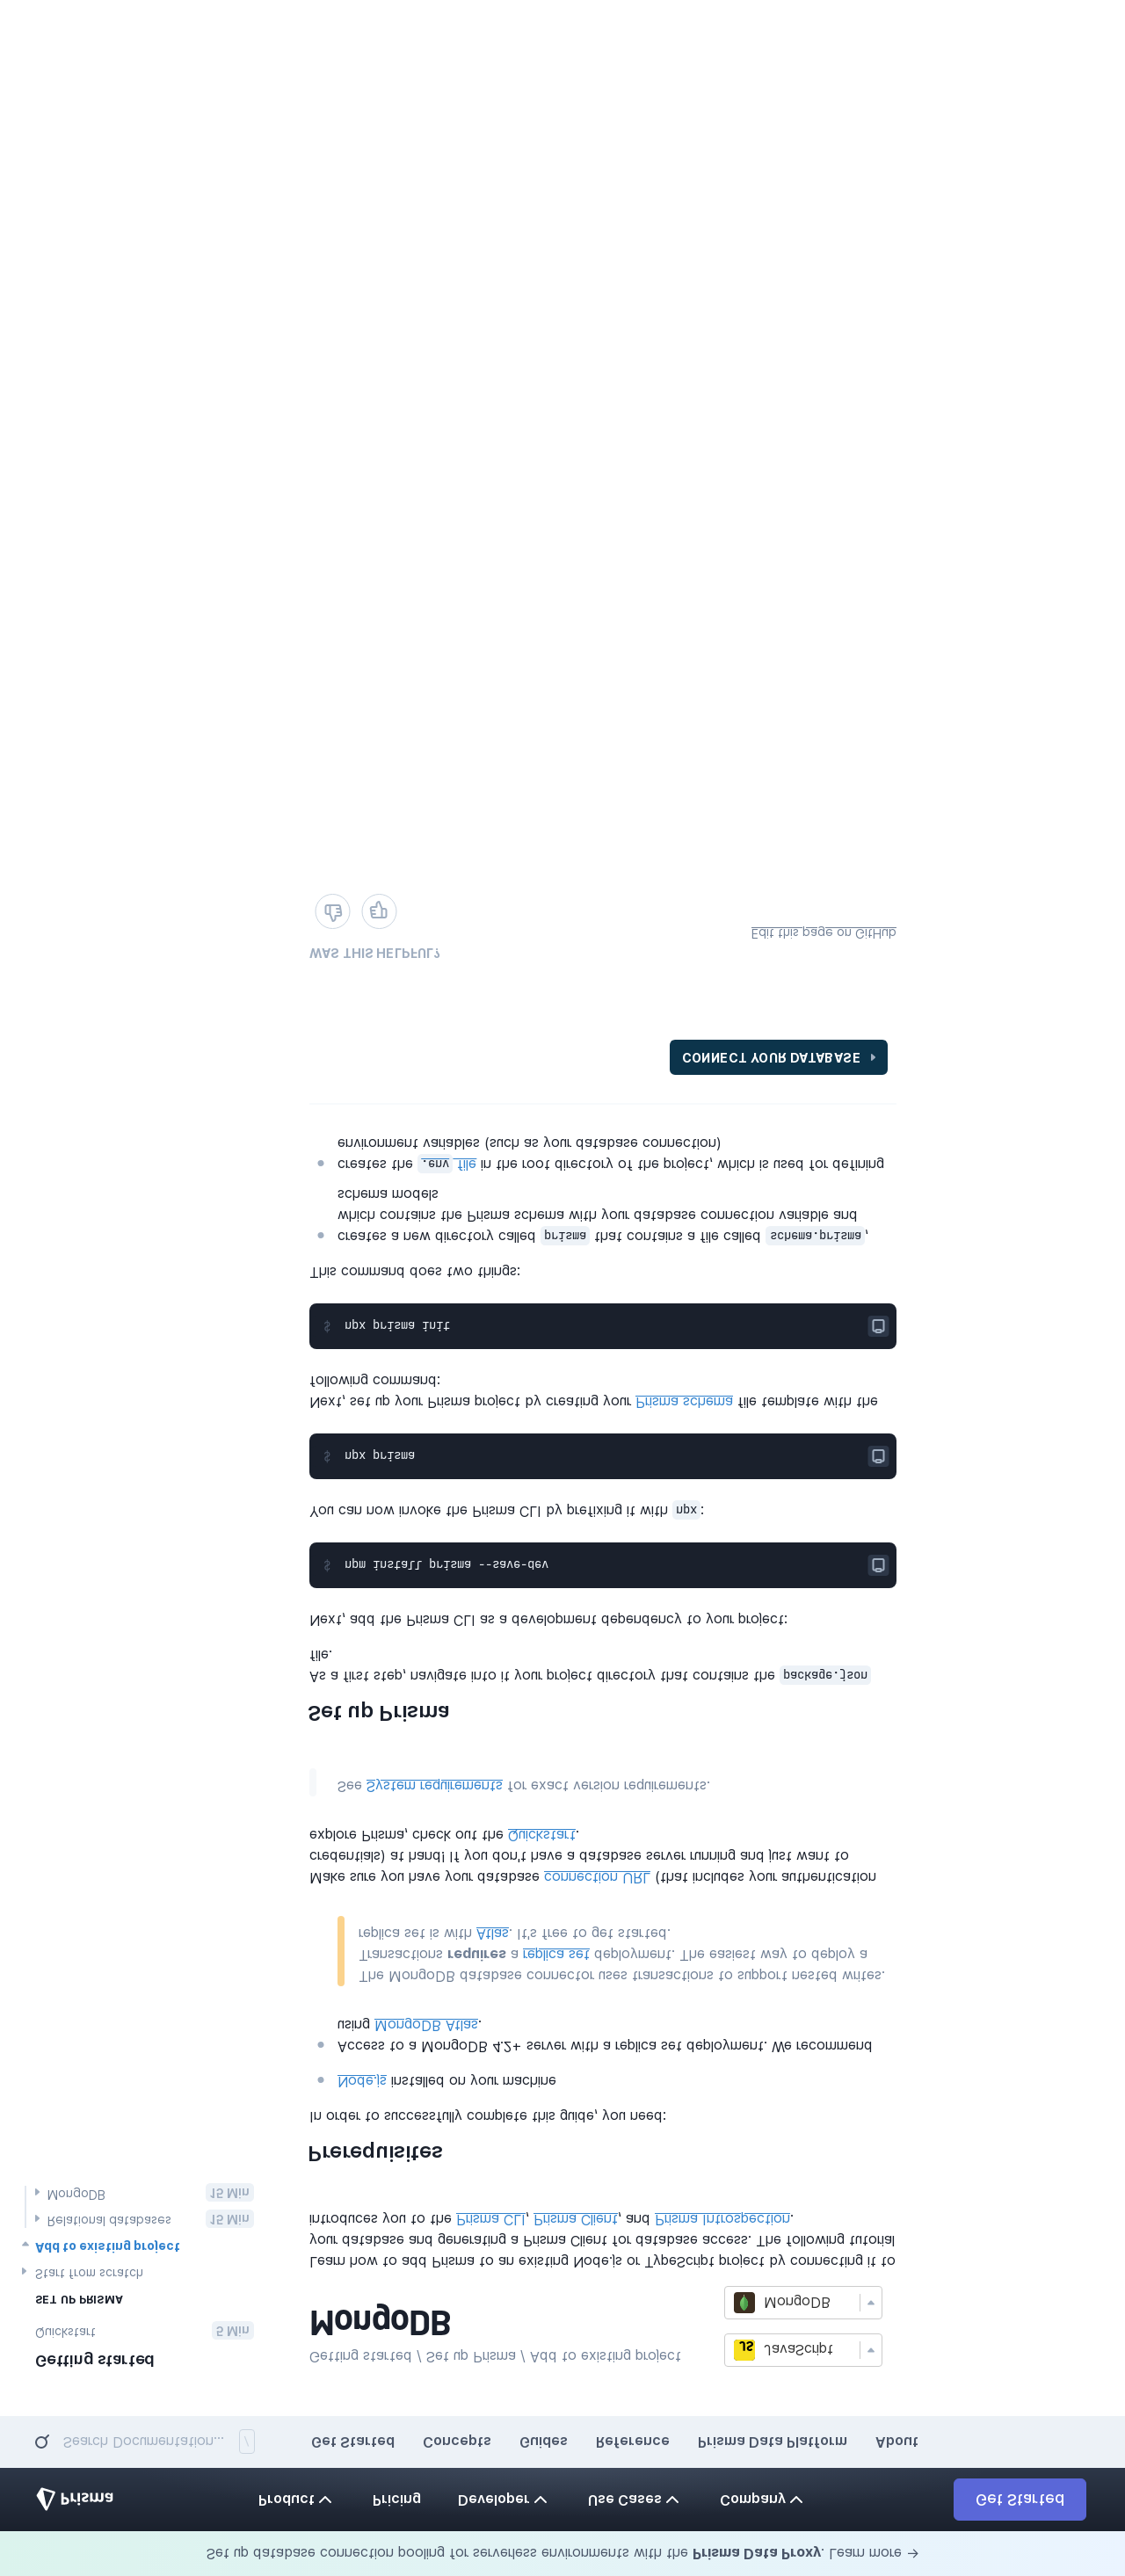 Set up database connection pooling for serverless environments with the Prisma Data Proxy. Learn more →
Prisma
Product
Pricing
Developer
Use Cases
Company
Get Started
Search Documentation... /
Get Started
Concepts
Guides
Reference
Prisma Data Platform
About
Getting started
Quickstart 5 Min
SET UP PRISMA
Start from scratch
Add to existing project
Relational databases 15 Min
MongoDB 15 Min
Getting started / Set up Prisma / Add to existing project
MongoDB
JS JavaScript
MongoDB
Learn how to add Prisma to an existing Node.js or TypeScript project by connecting it to
your database and generating a Prisma Client for database access. The following tutorial
introduces you to the Prisma CLI, Prisma Client, and Prisma Introspection.
Prerequisites
In order to successfully complete this guide, you need:
Node.js installed on your machine
Access to a MongoDB 4.2+ server with a replica set deployment. We recommend
using MongoDB Atlas.
The MongoDB database connector uses transactions to support nested writes.
Transactions requires a replica set deployment. The easiest way to deploy a
replica set is with Atlas. It's free to get started.
Make sure you have your database connection URL (that includes your authentication
credentials) at hand! If you don't have a database server running and just want to
explore Prisma, check out the Quickstart.
See System requirements for exact version requirements.
Set up Prisma
As a first step, navigate into it your project directory that contains the package.json
file.
Next, add the Prisma CLI as a development dependency to your project:
$ npm install prisma --save-dev
You can now invoke the Prisma CLI by prefixing it with npx:
$ npx prisma
Next, set up your Prisma project by creating your Prisma schema file template with the
following command:
$ npx prisma init
This command does two things:
creates a new directory called prisma that contains a file called schema.prisma,
which contains the Prisma schema with your database connection variable and
schema models
creates the .env file in the root directory of the project, which is used for defining
environment variables (such as your database connection)
CONNECT YOUR DATABASE
WAS THIS HELPFUL?
Edit this page on GitHub